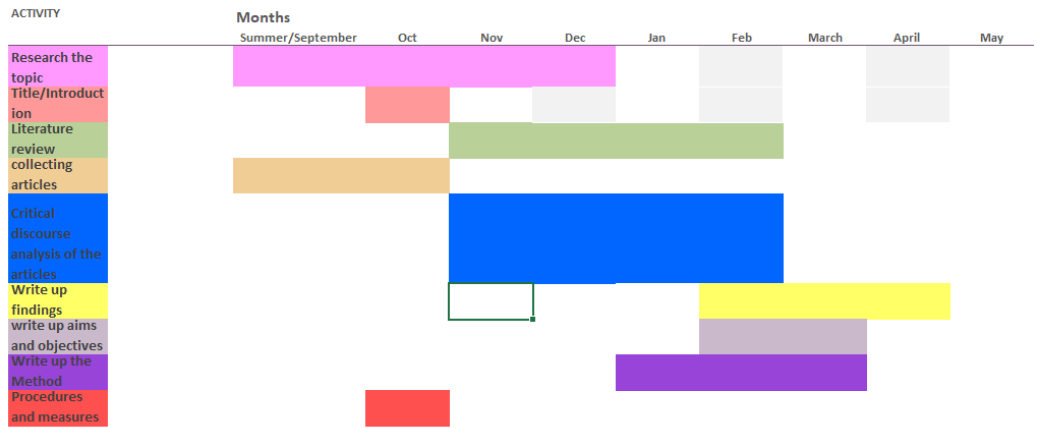 ACTIVITY
Months
Summer/September Oct Nov Dec Jan Feb March April May
Research the
topic
Title/Introduct
ion
Literature
review
collecting
articles
Critical
discourse
analysis of the
articles
Write up
findings
write up aims
and objectives
Write up the
Method
Procedures
and measures